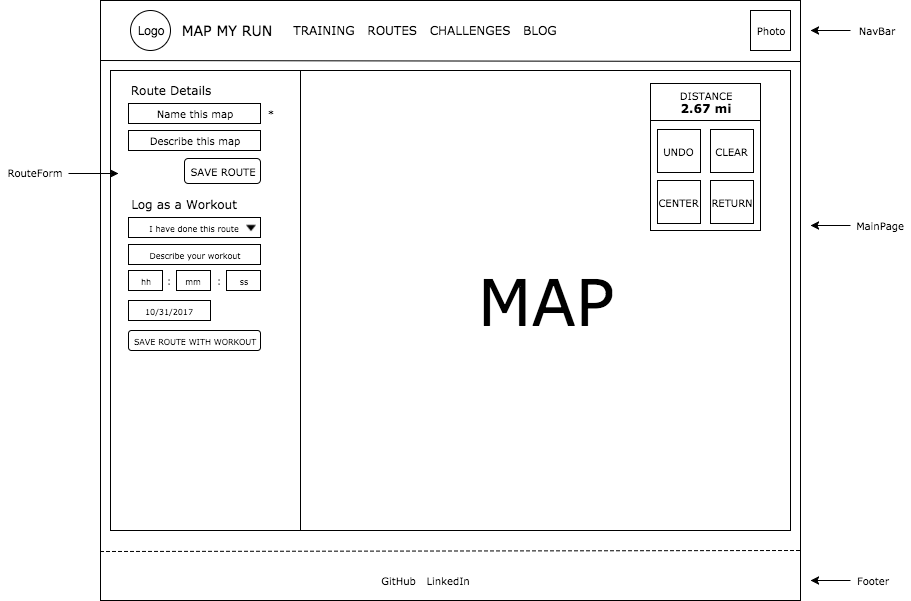 Logo MAP MY RUN TRAINING ROUTES CHALLENGES BLOG Photo
NavBar
Route Details
Name this map *
Describe this map
SAVE ROUTE
RouteForm
Log as a Workout
I have done this route
Describe your workout
hh : mm : ss
10/31/2017
SAVE ROUTE WITH WORKOUT
MAP
DISTANCE
2.67 mi
UNDO CLEAR
CENTER RETURN
MainPage
GitHub LinkedIn
Footer